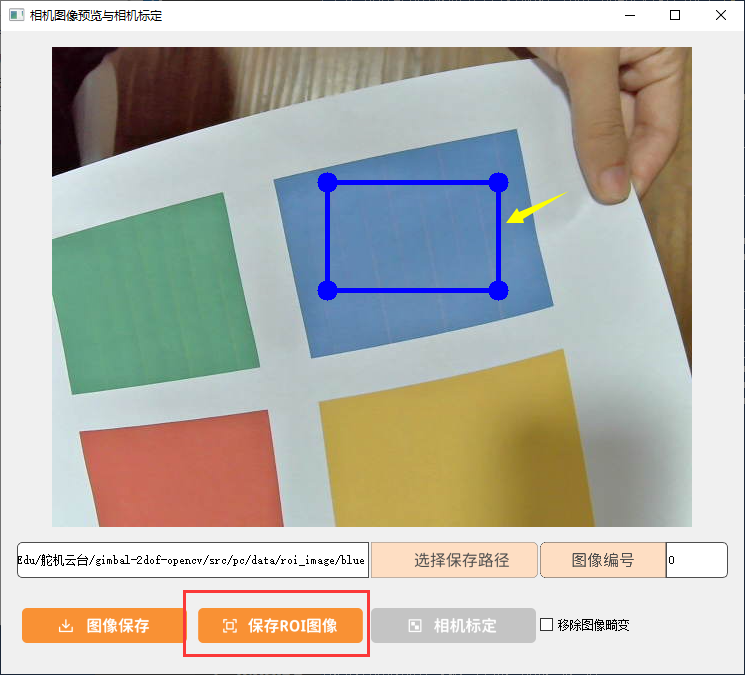 相机图像预览与相机标定
Edu/舵机云台/gimbal-2dof-opencv/src/pc/data/roi_image/blue
选择保存路径
图像编号
0
图像保存
保存ROI图像
相机标定
移除图像畸变